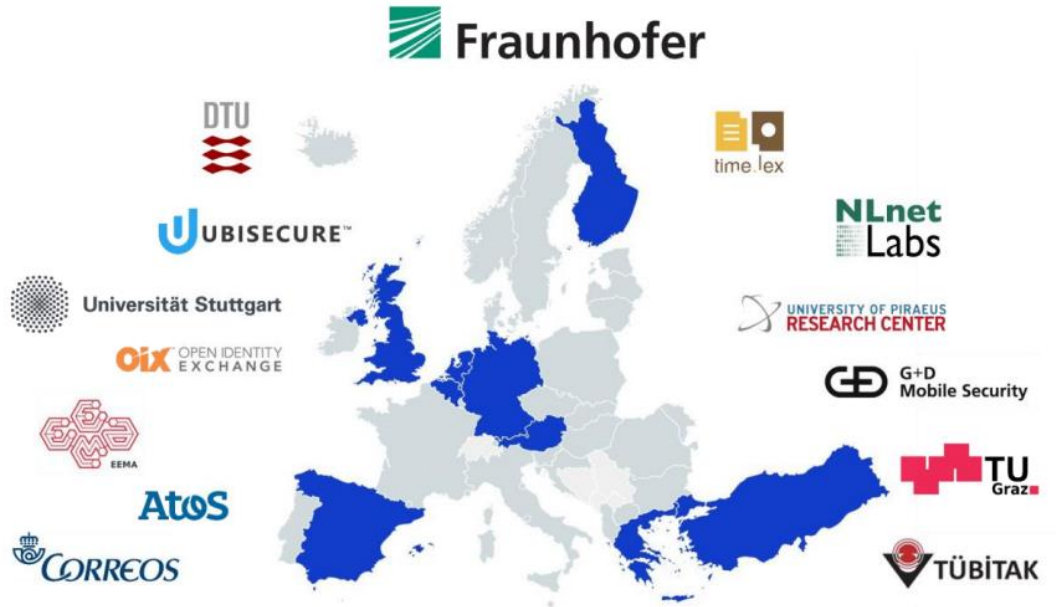 Fraunhofer
DTU
time.lex
UBISECURE™
NLnet
Labs
Universität Stuttgart
UNIVERSITY OF PIRAEUS
RESEARCH CENTER
OIX OPEN IDENTITY
EXCHANGE
G+D
Mobile Security
EEMA
EEMA
TU
Graz
Atos
CORREOS
TÜBİTAK